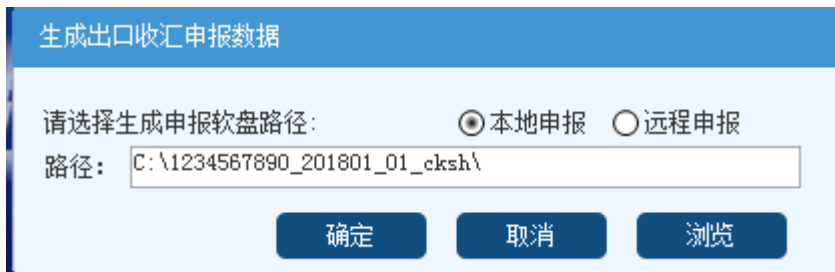 生成出口收汇申报数据
请选择生成申报软盘路径: 本地申报 远程申报
路径: C:\1234567890_201801_01_cksh\
确定 取消 浏览